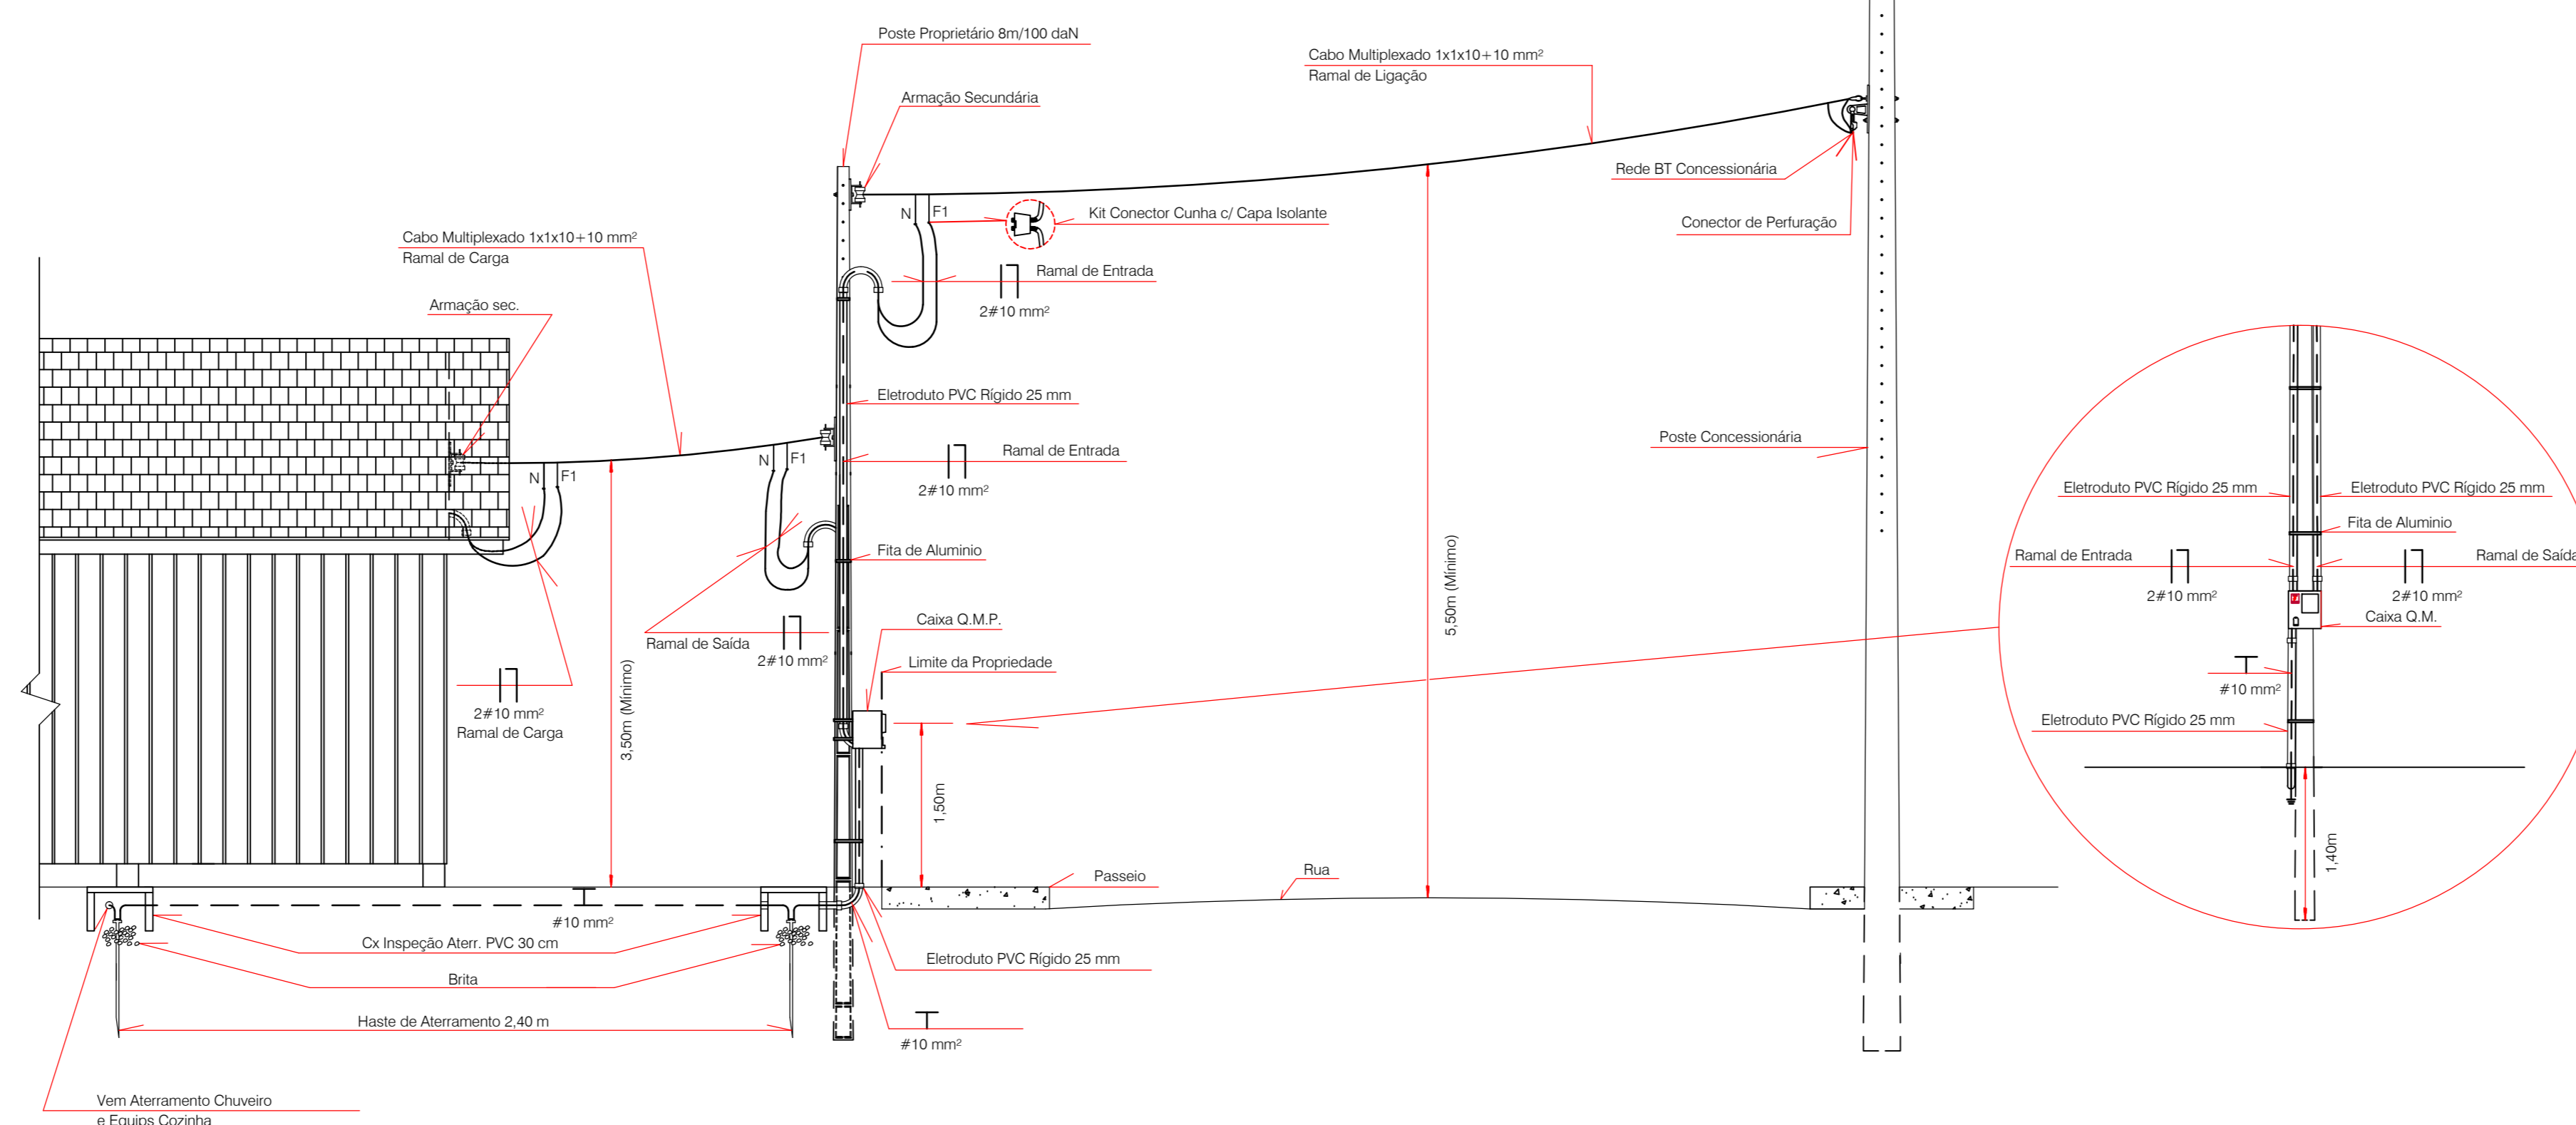 Poste Proprietário 8m/100 daN
Cabo Multiplexado 1x1x10+10 mm²
Ramal de Ligação
Armação Secundária
Rede BT Concessionária
Conector de Perfuração
N
F1
Kit Conector Cunha c/ Capa Isolante
Cabo Multiplexado 1x1x10+10 mm²
Ramal de Carga
Ramal de Entrada
2#10 mm²
Armação sec.
Eletroduto PVC Rígido 25 mm
Ramal de Entrada
2#10 mm²
Poste Concessionária
N
F1
N
F1
Fita de Aluminio
Caixa Q.M.P.
Ramal de Saída
2#10 mm²
Limite da Propriedade
2#10 mm²
Ramal de Carga
3,50m (Mínimo)
5,50m (Mínimo)
1,50m
Passeio
Rua
#10 mm²
Cx Inspeção Aterr. PVC 30 cm
Brita
Haste de Aterramento 2,40 m
Eletroduto PVC Rígido 25 mm
#10 mm²
Vem Aterramento Chuveiro
e Equips Cozinha
Eletroduto PVC Rígido 25 mm
Eletroduto PVC Rígido 25 mm
Fita de Aluminio
Ramal de Entrada
Ramal de Saída
2#10 mm²
2#10 mm²
Caixa Q.M.
#10 mm²
Eletroduto PVC Rígido 25 mm
1,40m